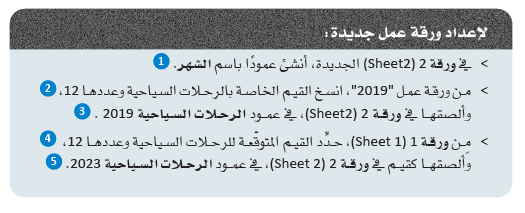 لإعداد ورقة عمل جديدة:
> في ورقة 2 (Sheet2) الجديدة، أنشئ عمودًا باسم الشهر. 1
> من ورقة عمل "2019"، انسخ القيم الخاصة بالرحلات السياحية وعددها 12، 2
وألصقها في ورقة 2 (Sheet2)، في عمود الرحلات السياحية 2019 . 3
> مِن ورقة 1 (Sheet 1)، حدِّد القيم المتوقّعة للرحلات السياحية وعددها 12، 4
وَألصقها كقيم في ورقة 2 (Sheet 2)، في عمود الرحلات السياحية 2023. 5